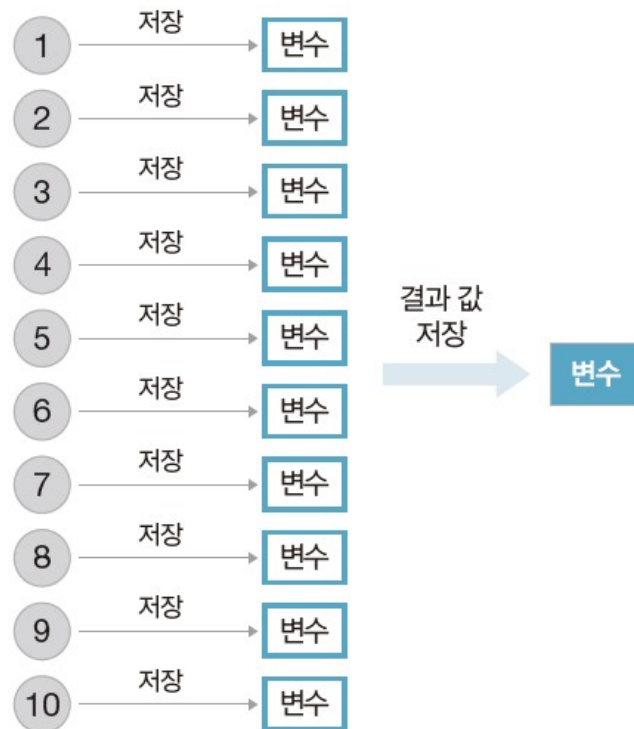 1 저장 변수
2 저장 변수
3 저장 변수
4 저장 변수
5 저장 변수
6 저장 변수
7 저장 변수
8 저장 변수
9 저장 변수
10 저장 변수
결과 값
저장
변수